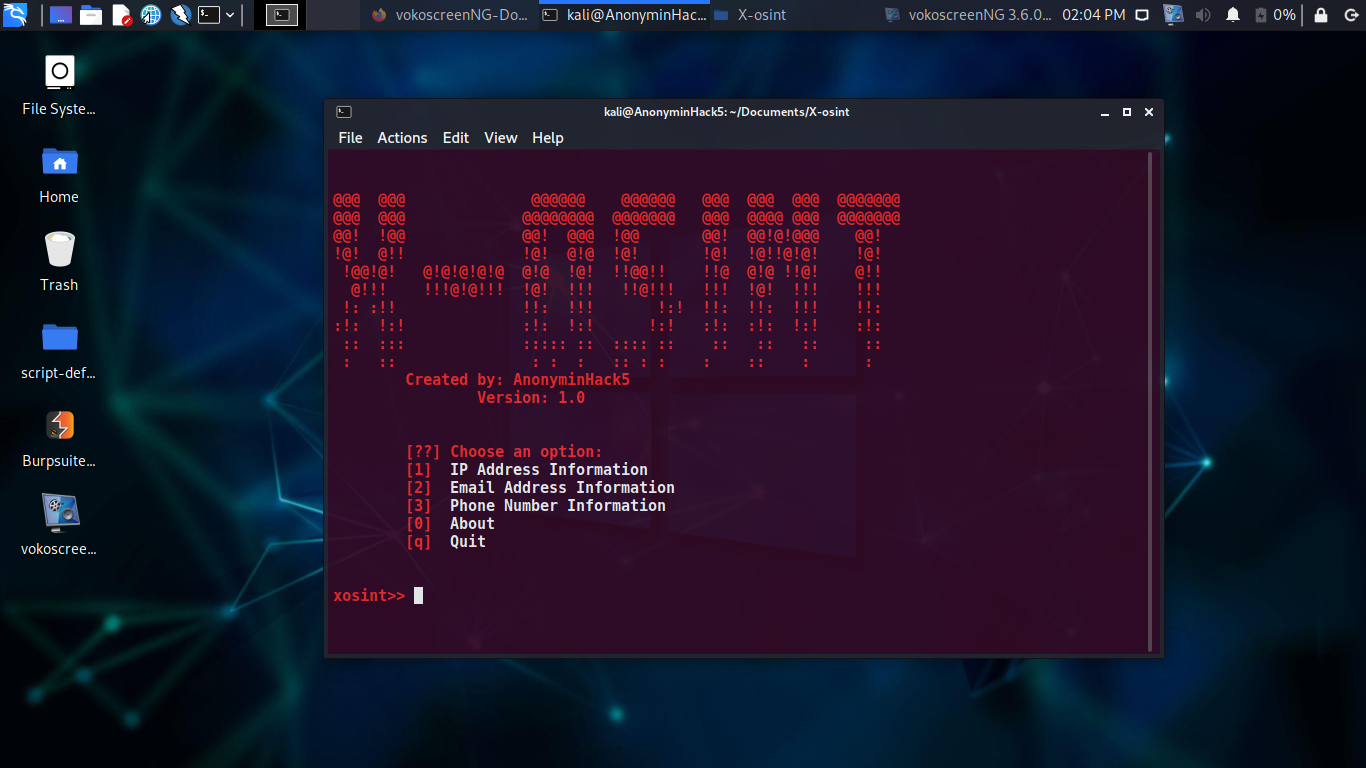 vokoscreenNG-Do...
kali@AnonyminHac...
X-osint
vokoscreenNG 3.6.0...
02:04 PM
0%
File Syste...
Home
Trash
script-def...
Burpsuite...
vokoscree...
kali@AnonyminHack5: ~/Documents/X-osint
File Actions Edit View Help
X-OSINT
Created by: AnonyminHack5
Version: 1.0
[??] Choose an option:
[1] IP Address Information
[2] Email Address Information
[3] Phone Number Information
[0] About
[q] Quit
xosint>>